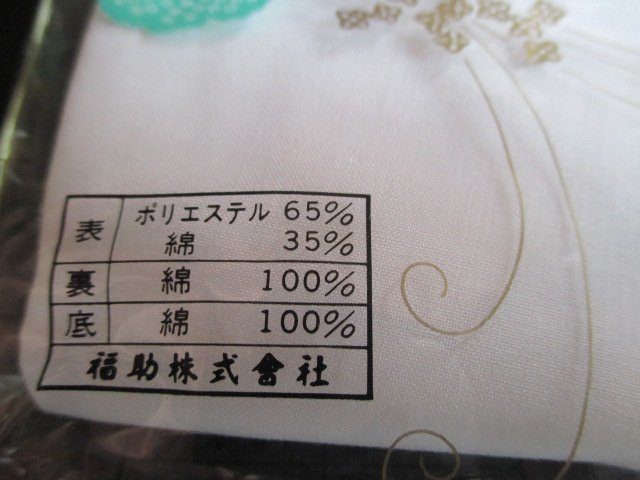 表 ポリエステル 65%
綿 35%
裏 綿 100%
底 綿 100%
福助株式會社